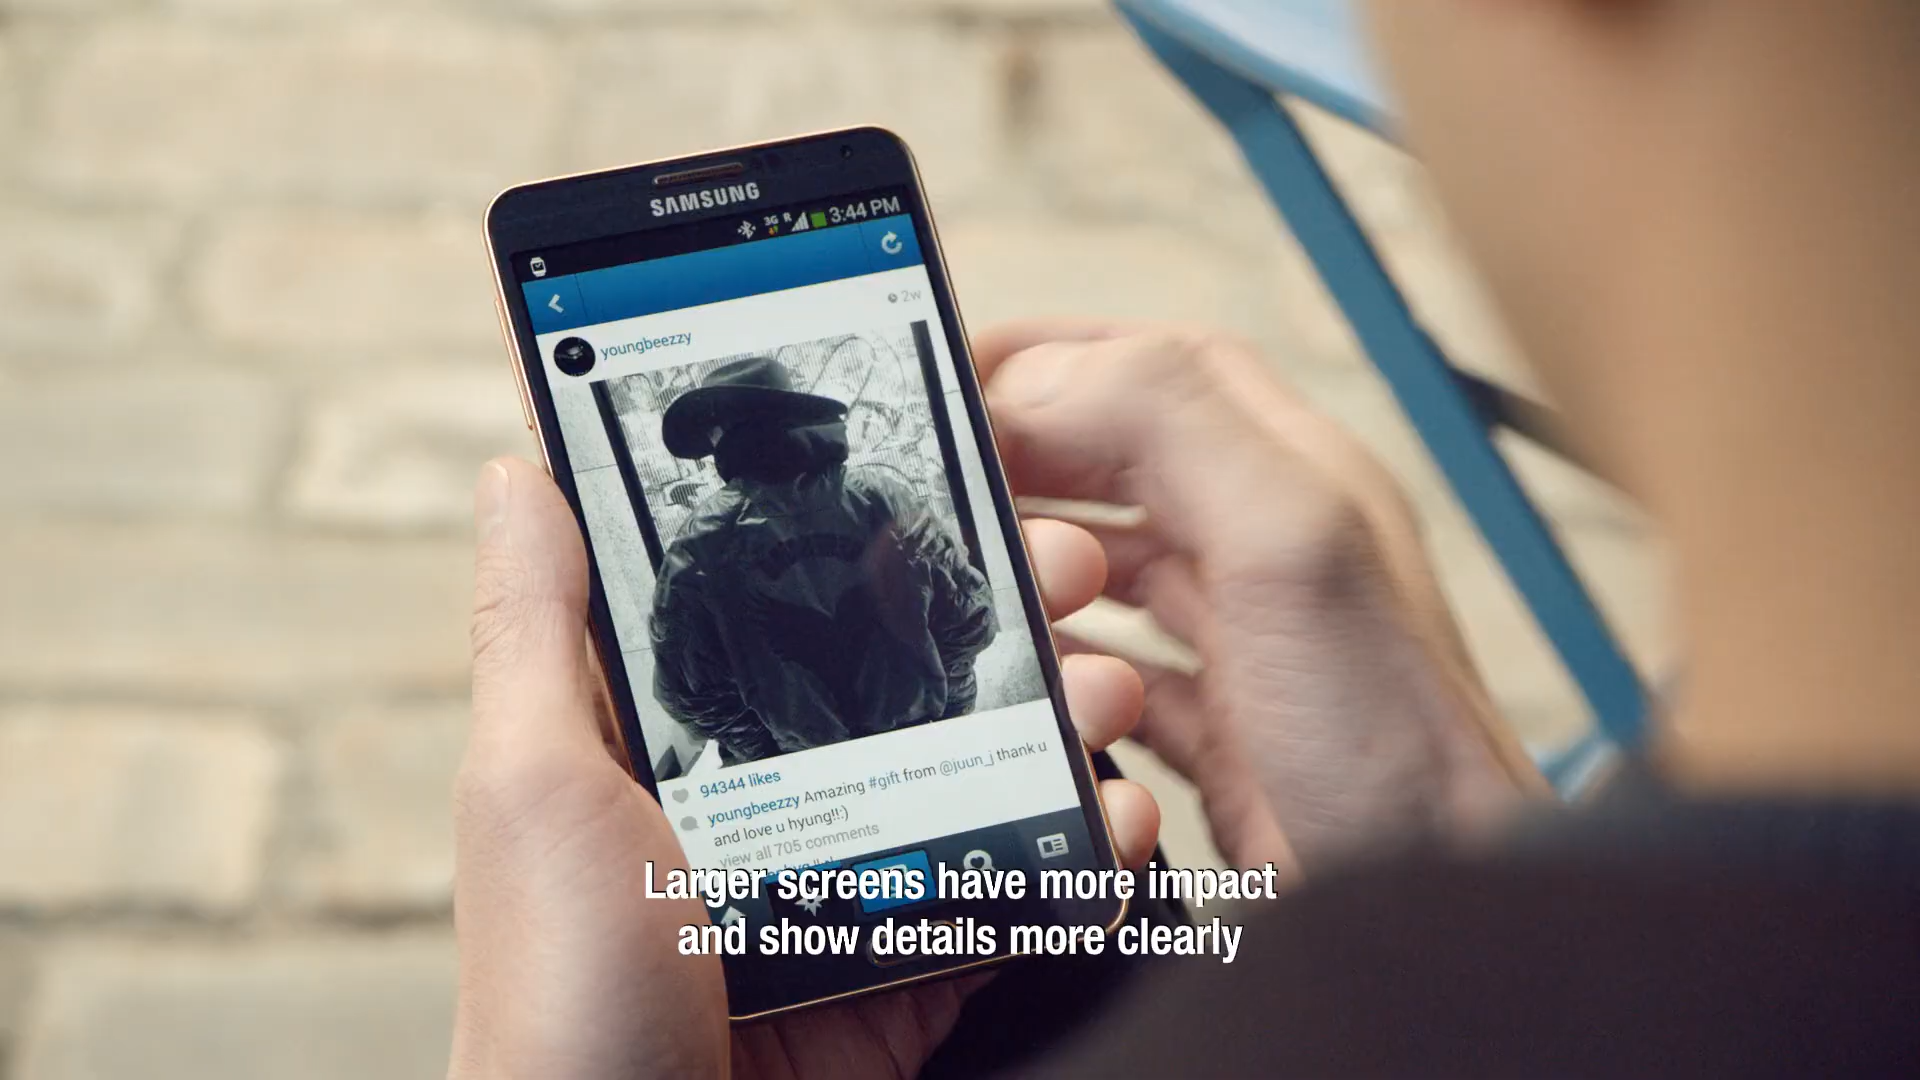 SAMSUNG
3G R 3:44 PM
2w
youngbeezzy
94344 likes
youngbeezzy Amazing #gift from @juun_j thank u
and love u hyung!!:)
view all 705 comments
Larger screens have more impact
and show details more clearly